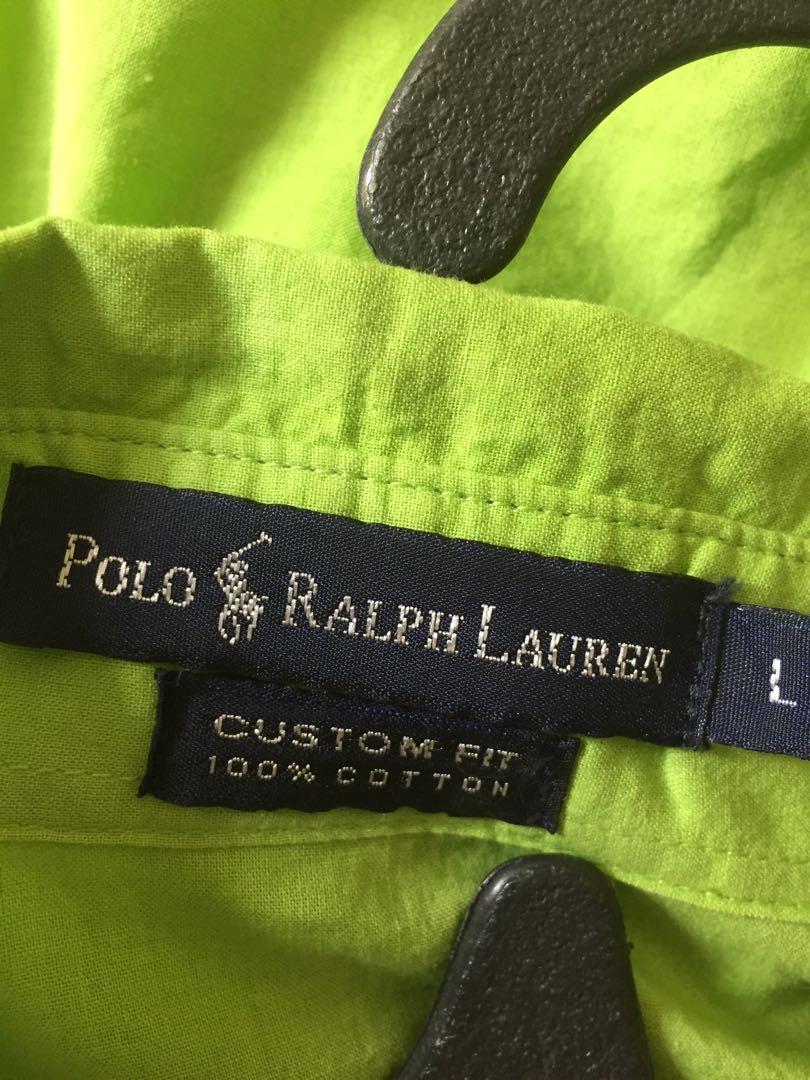 POLO RALPH LAUREN
L
CUSTOM FIT
100% COTTON